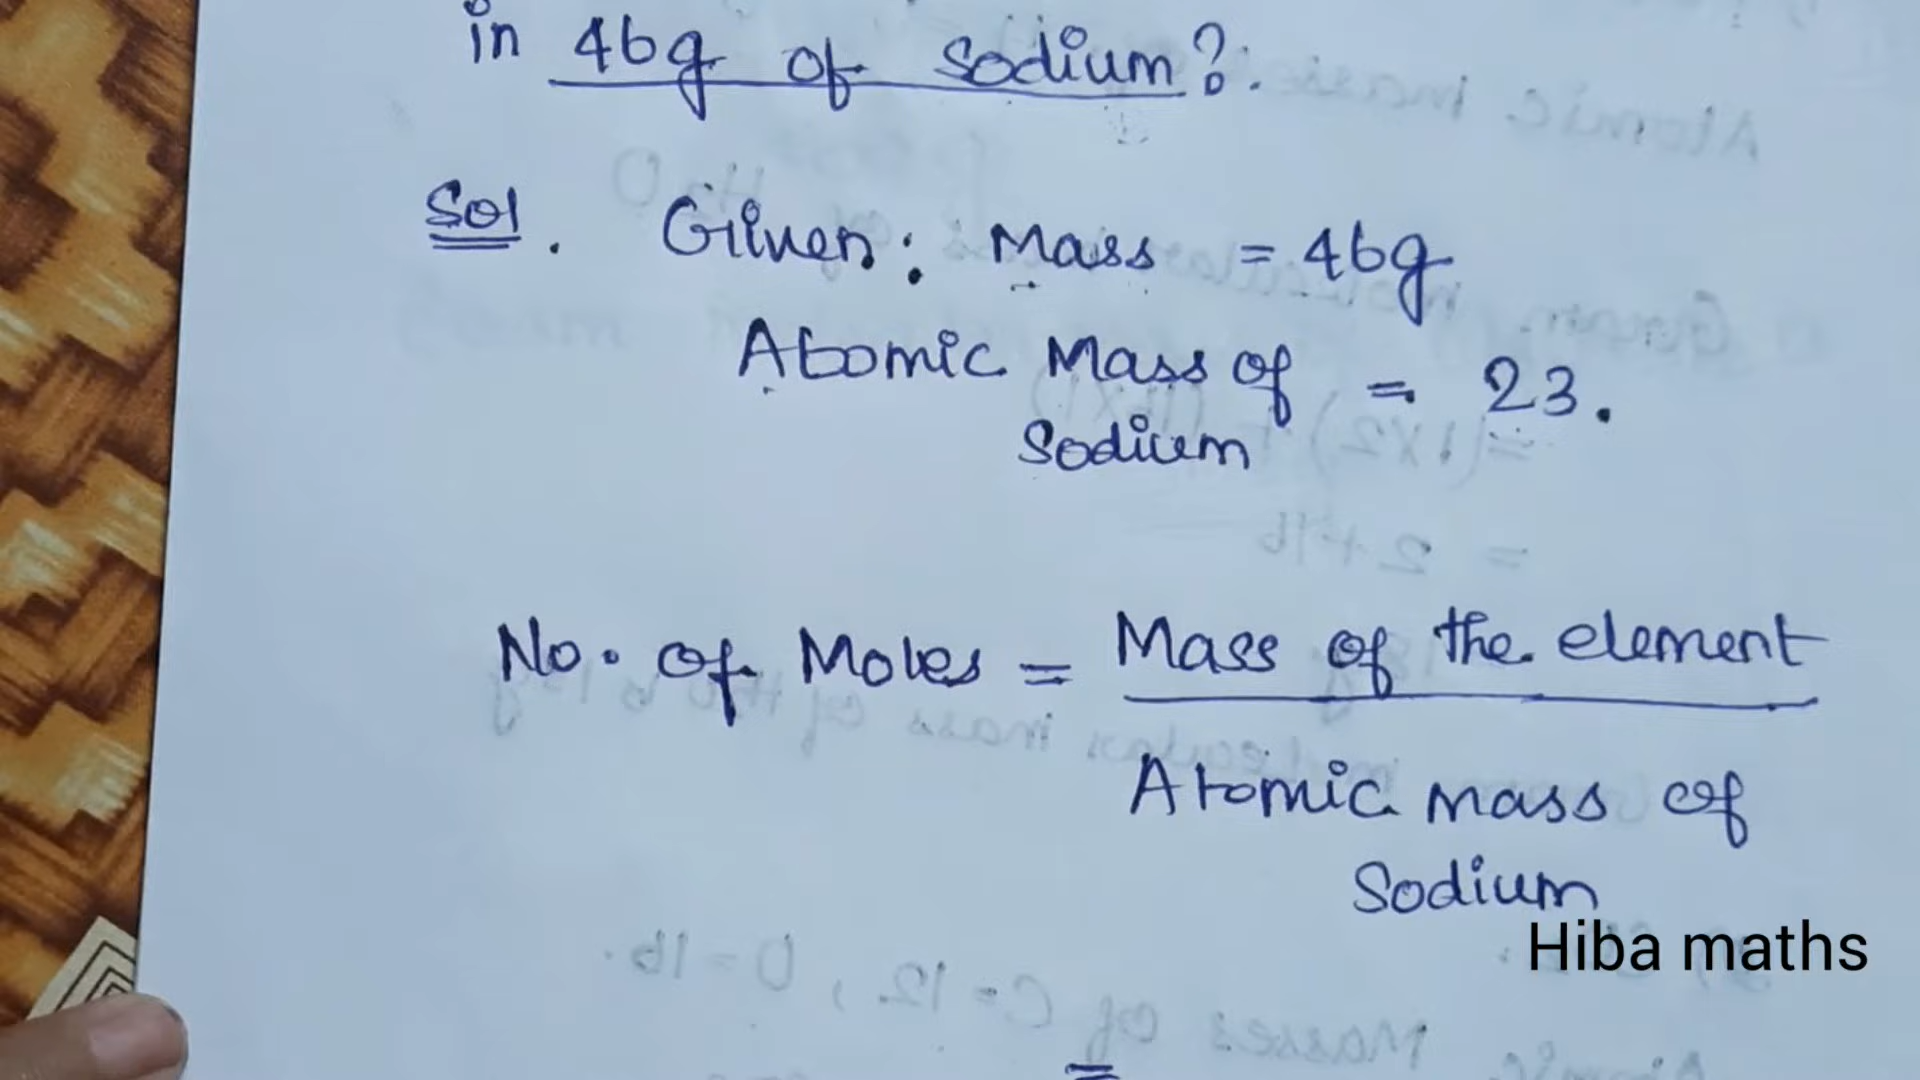 in 46g of sodium?.
Sol. Given: Mass = 46g
Atomic Mass of = 23.
Sodium
No. of Moles = Mass of the element
Atomic mass of
Sodium
Hiba maths
=